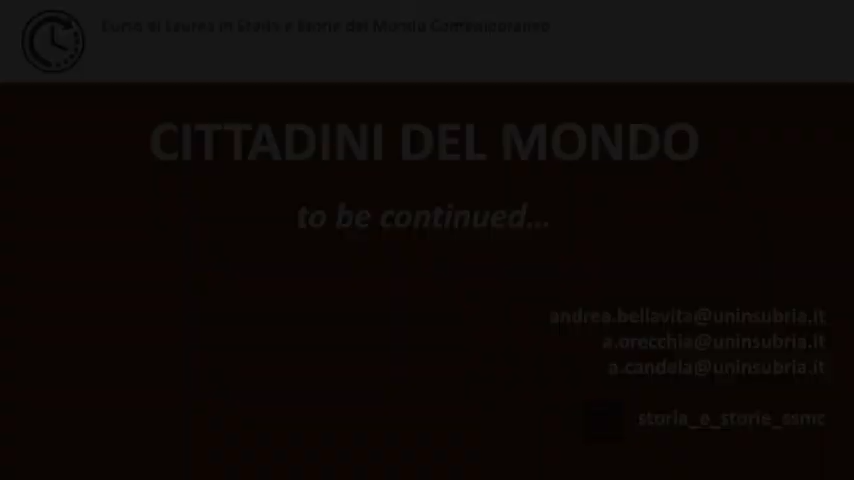 Corso di Laurea in Storia e Storie del Mondo Contemporaneo
CITTADINI DEL MONDO
to be continued...
andrea.bellavita@uninsubria.it
a.orecchia@uninsubria.it
a.candela@uninsubria.it
storia_e_storie_ssmc